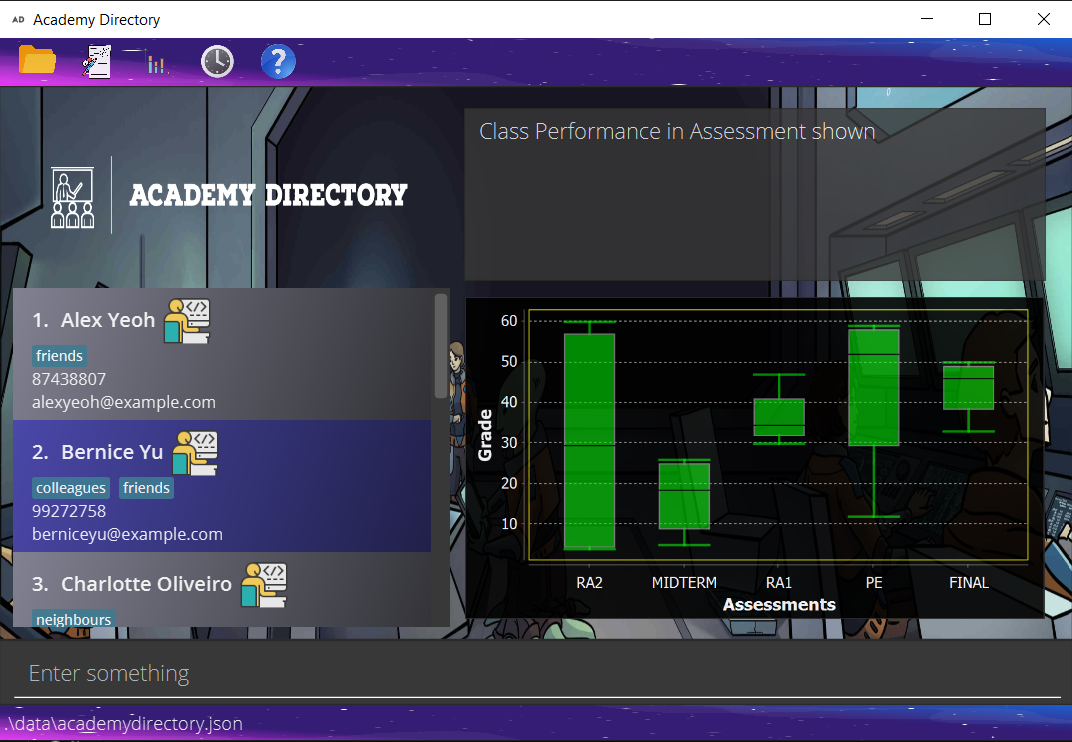 AD Academy Directory
?
Class Performance in Assessment shown
ACADEMY DIRECTORY
1. Alex Yeoh
friends
87438807
alexyeoh@example.com
2. Bernice Yu
colleagues friends
99272758
berniceyu@example.com
3. Charlotte Oliveiro
neighbours
Grade
60
50
40
30
20
10
RA2 MIDTERM RA1 PE FINAL
Assessments
Enter something
.\data\academydirectory.json